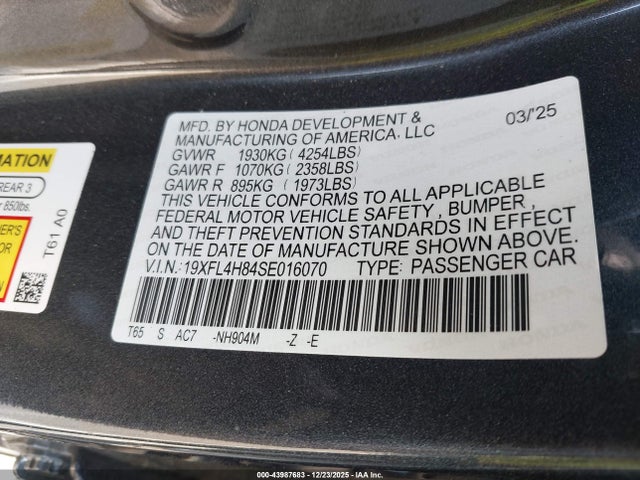 MFD. BY HONDA DEVELOPMENT & 03/'25
MANUFACTURING OF AMERICA, LLC
GVWR 1930KG ( 4254LBS)
GAWR F 1070KG ( 2358LBS)
GAWR R 895KG ( 1973LBS)
THIS VEHICLE CONFORMS TO ALL APPLICABLE
FEDERAL MOTOR VEHICLE SAFETY , BUMPER,
AND THEFT PREVENTION STANDARDS IN EFFECT
ON THE DATE OF MANUFACTURE SHOWN ABOVE.
V.I.N.: 19XFL4H84SE016070 TYPE: PASSENGER CAR
T65 S AC7 -NH904M -Z -E
MATION
REAR 3
850lbs.
T61 A0
000-43987683 - 12/23/2025 - IAA Inc.